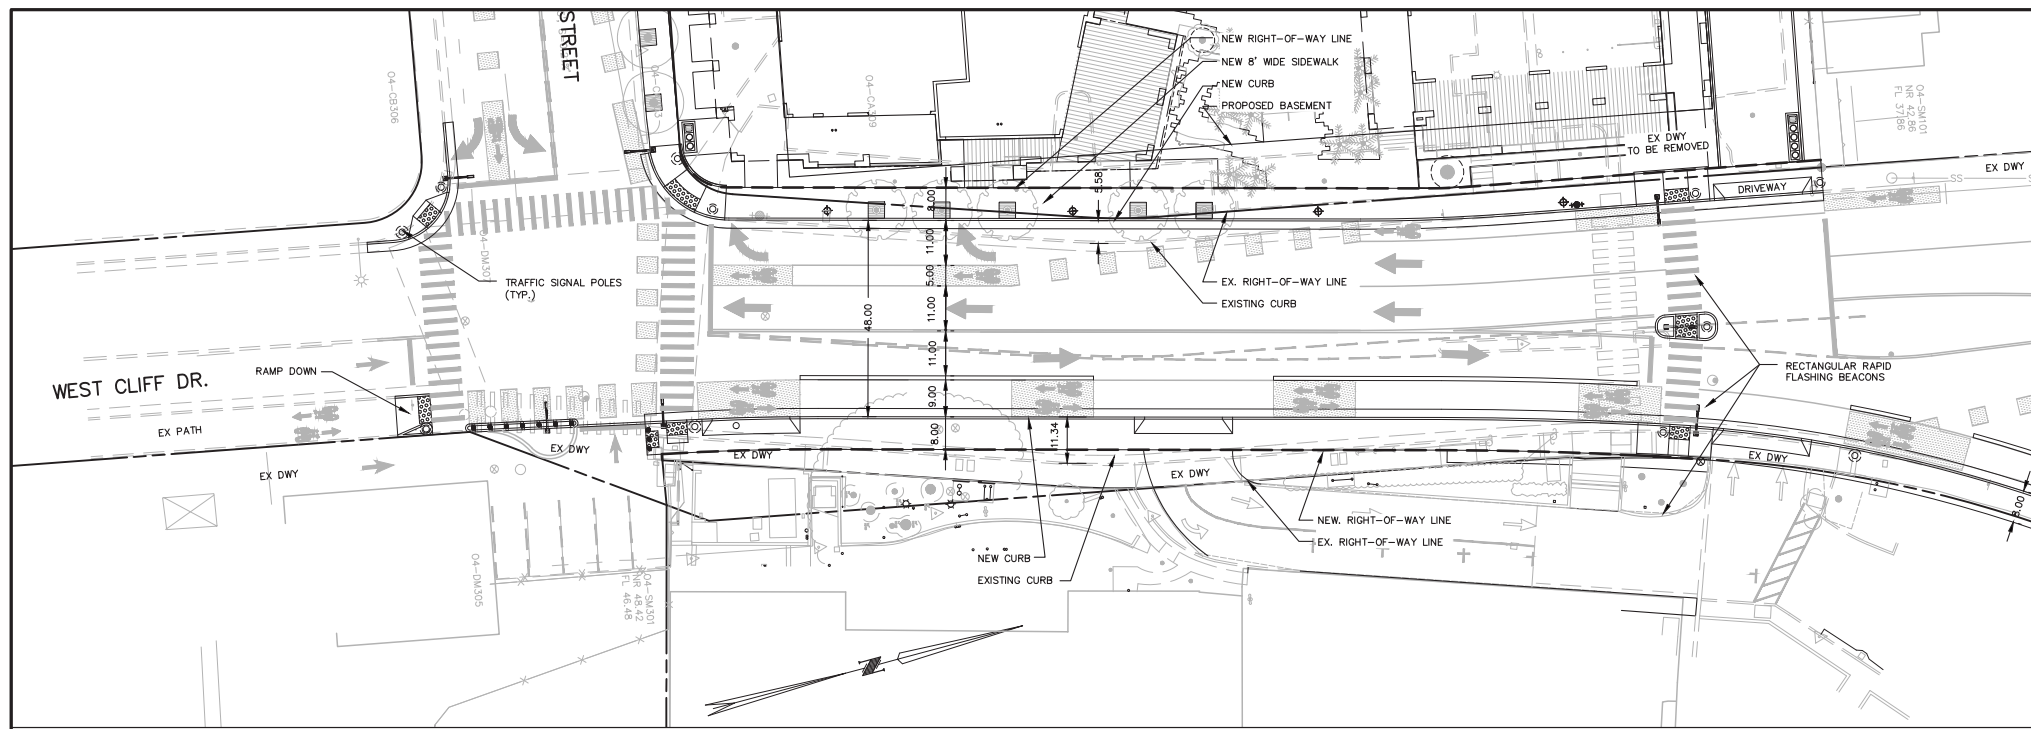 STREET
04-CB306
04-CA309
NEW RIGHT-OF-WAY LINE
NEW 8' WIDE SIDEWALK
NEW CURB
PROPOSED BASEMENT
04-SM101
NR 42.86
FL 37.86
EX DWY
TO BE REMOVED
EX DWY
DRIVEWAY
SS
5.58
8.00
11.00
5.00
11.00
11.00
9.00
8.00
48.00
11.34
TRAFFIC SIGNAL POLES
(TYP.)
EX. RIGHT-OF-WAY LINE
EXISTING CURB
WEST CLIFF DR.
RAMP DOWN
RECTANGULAR RAPID
FLASHING BEACONS
EX PATH
EX DWY
EX DWY
EX DWY
EX DWY
EX DWY
8.00
NEW. RIGHT-OF-WAY LINE
EX. RIGHT-OF-WAY LINE
NEW CURB
EXISTING CURB
04-DM305
04-SM301
NR 48.42
FL 46.48